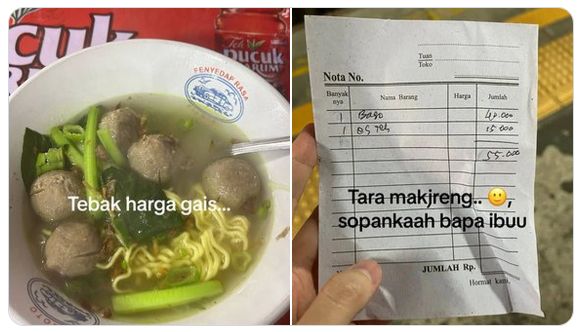 Teh
Pucuk
HARUM
Pucuk
PENYEDAP RASA
Tebak harga gais...
SOTO
Tuan
Toko
Nota No.
Banyak nya Nama Barang Harga Jumlah
1 Baso 40.000
1 es teh 15.000
55.000
Tara makjreng.. 🙂,
sopankaah bapa ibuu
JUMLAH Rp.
Hormat kami,